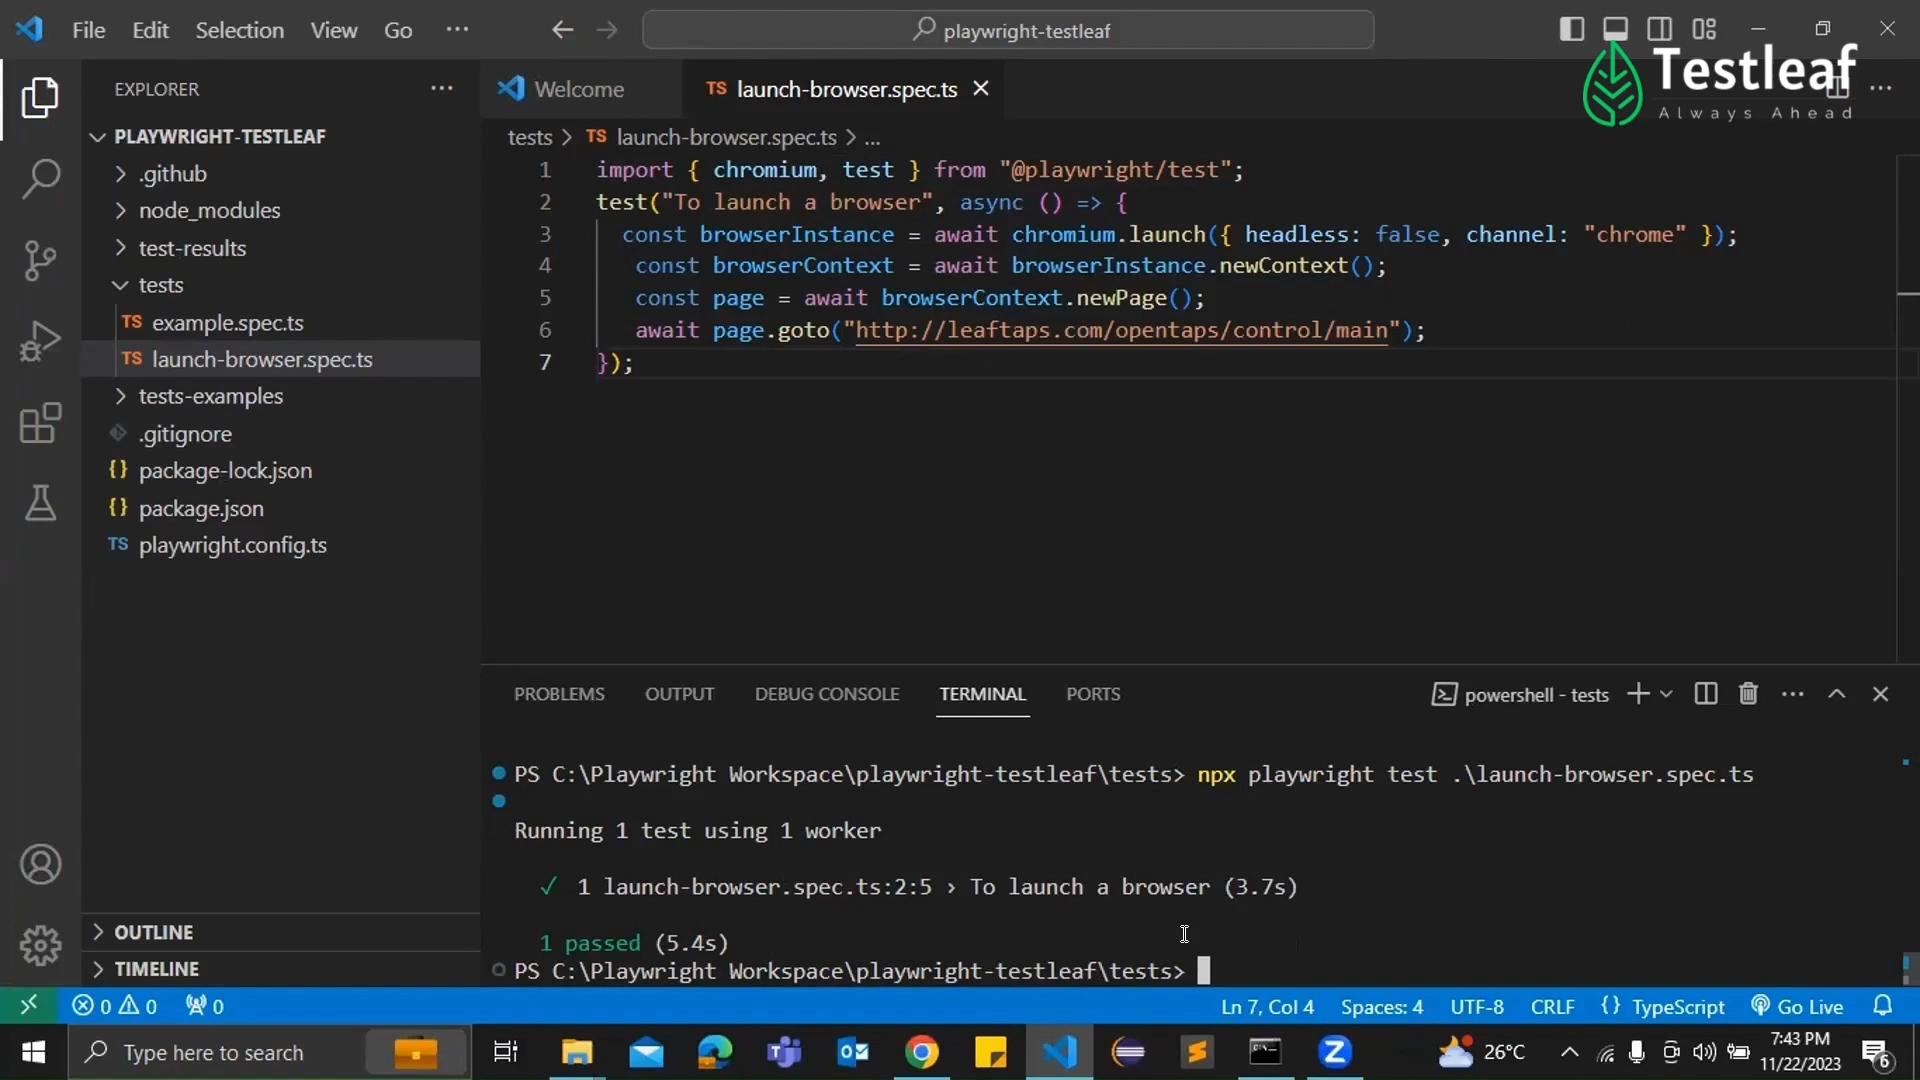 File Edit Selection View Go ···
playwright-testleaf
Testleaf
Always Ahead
EXPLORER ···
Welcome
TS launch-browser.spec.ts
tests > TS launch-browser.spec.ts > ...
PLAYWRIGHT-TESTLEAF
.github
node_modules
test-results
tests
TS example.spec.ts
TS launch-browser.spec.ts
tests-examples
.gitignore
{} package-lock.json
{} package.json
TS playwright.config.ts
OUTLINE
TIMELINE
1 import { chromium, test } from "@playwright/test";
2 test("To launch a browser", async () => {
3 const browserInstance = await chromium.launch({ headless: false, channel: "chrome" });
4 const browserContext = await browserInstance.newContext();
5 const page = await browserContext.newPage();
6 await page.goto("http://leaftaps.com/opentaps/control/main");
7 });
PROBLEMS OUTPUT DEBUG CONSOLE TERMINAL PORTS
powershell - tests
PS C:\Playwright Workspace\playwright-testleaf\tests> npx playwright test .\launch-browser.spec.ts
Running 1 test using 1 worker
✓ 1 launch-browser.spec.ts:2:5 › To launch a browser (3.7s)
1 passed (5.4s)
PS C:\Playwright Workspace\playwright-testleaf\tests>
0 0 0
Ln 7, Col 4 Spaces: 4 UTF-8 CRLF {} TypeScript Go Live
Type here to search
26°C
7:43 PM
11/22/2023
6